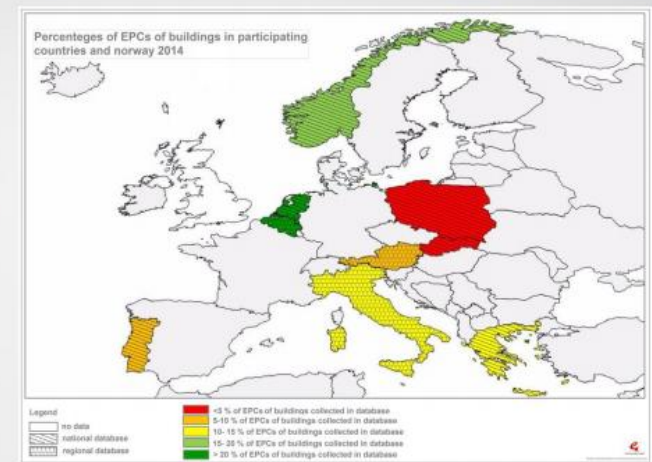 Percenteges of EPCs of buildings in participating
countries and norway 2014
Legend
no data
national database
regional database
<5 % of EPCs of buildings collected in database
5-10 % of EPCs of buildings collected in database
10- 15 % of EPCs of buildings collected in database
15- 20 % of EPCs of buildings collected in database
> 20 % of EPCs of buildings collected in database